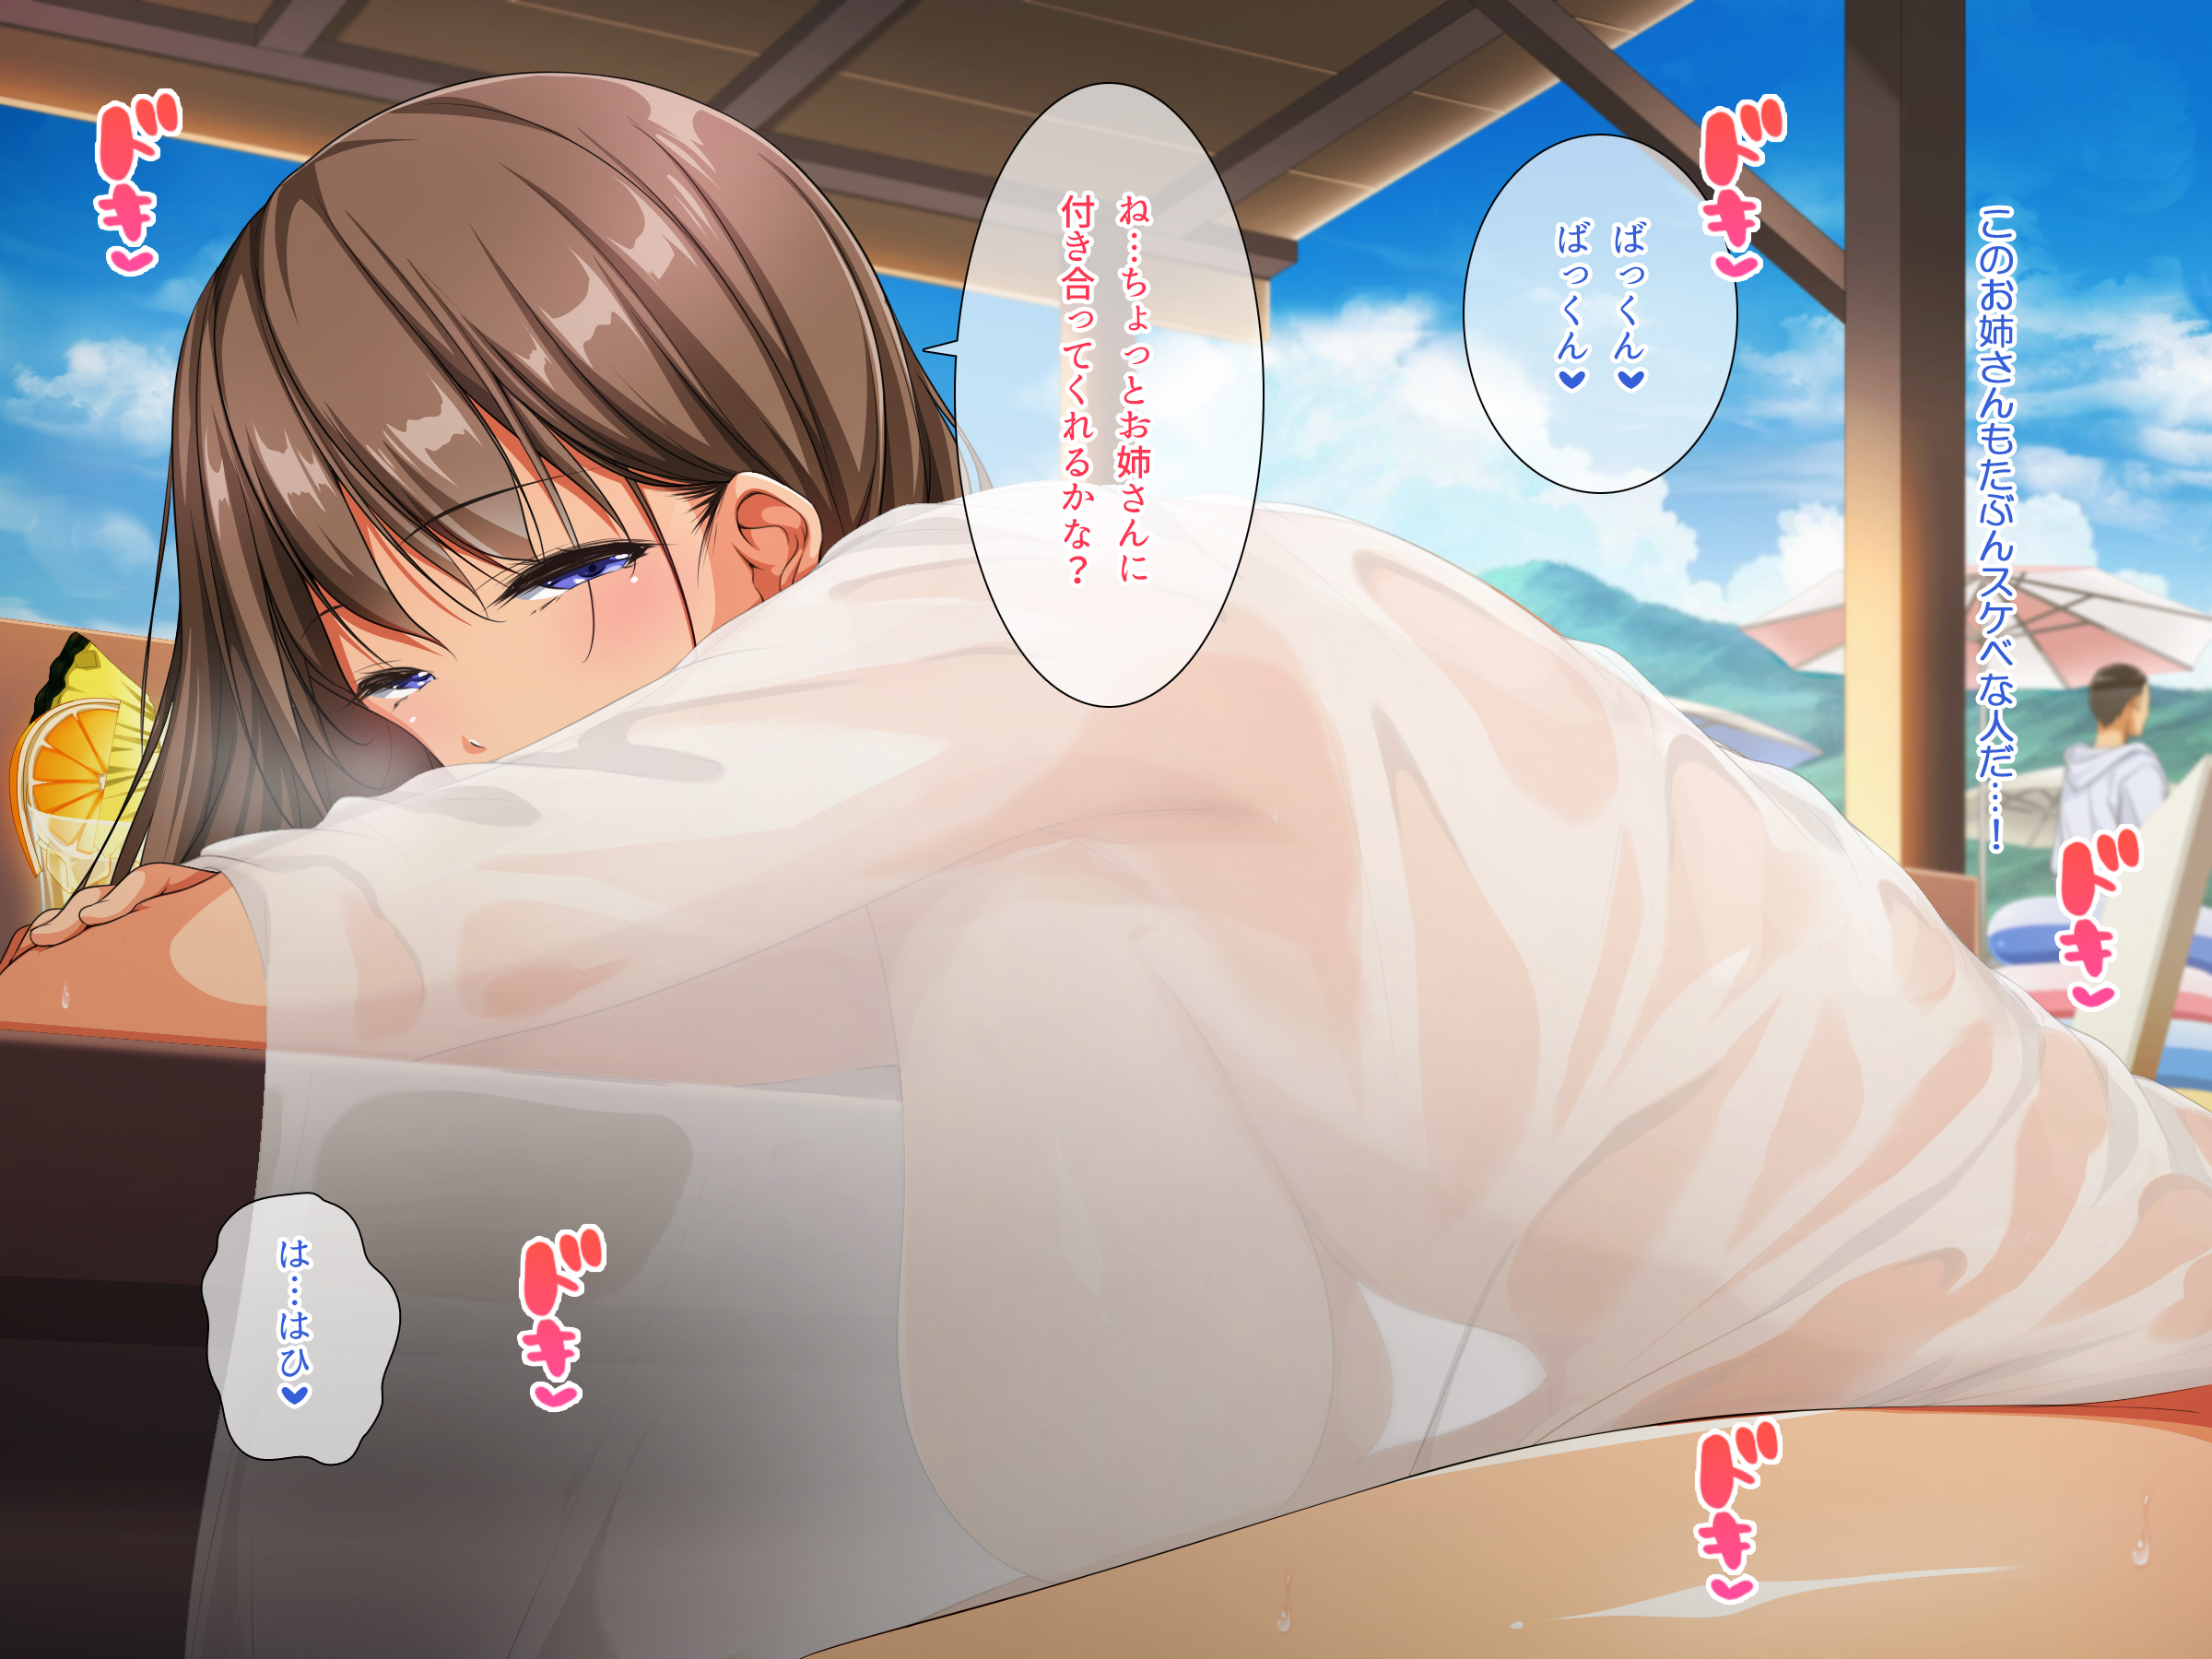 このお姉さんもたぶんスケベな人だ…！
ドキ♥
ばっくん♥
ばっくん♥
ね…ちょっとお姉さんに
付き合ってくれるかな？
ドキ♥
ドキ♥
ドキ♥
は…はひ♥
ドキ♥